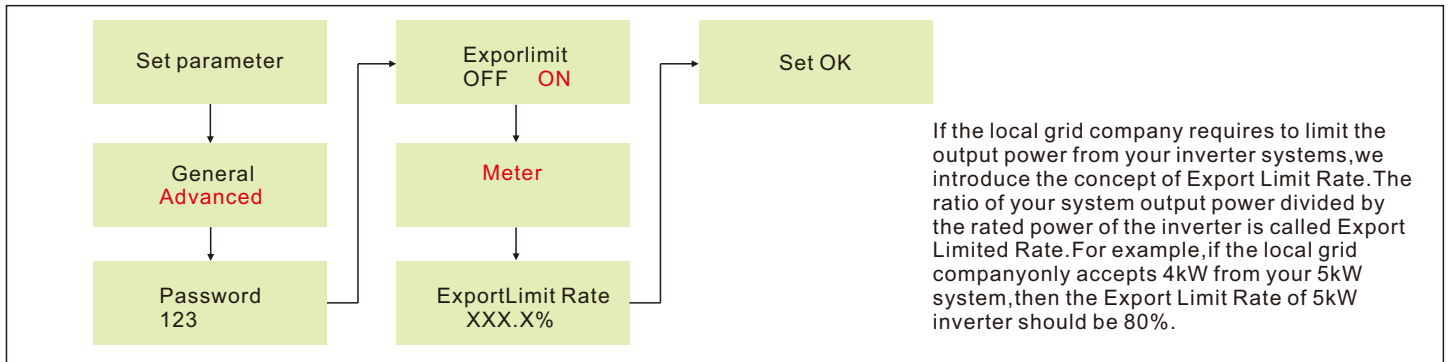 Set parameter
General
Advanced
Password
123
Exporlimit
OFF ON
Meter
ExportLimit Rate
XXX.X%
Set OK
If the local grid company requires to limit the
output power from your inverter systems,we
introduce the concept of Export Limit Rate.The
ratio of your system output power divided by
the rated power of the inverter is called Export
Limited Rate.For example,if the local grid
companyonly accepts 4kW from your 5kW
system,then the Export Limit Rate of 5kW
inverter should be 80%.